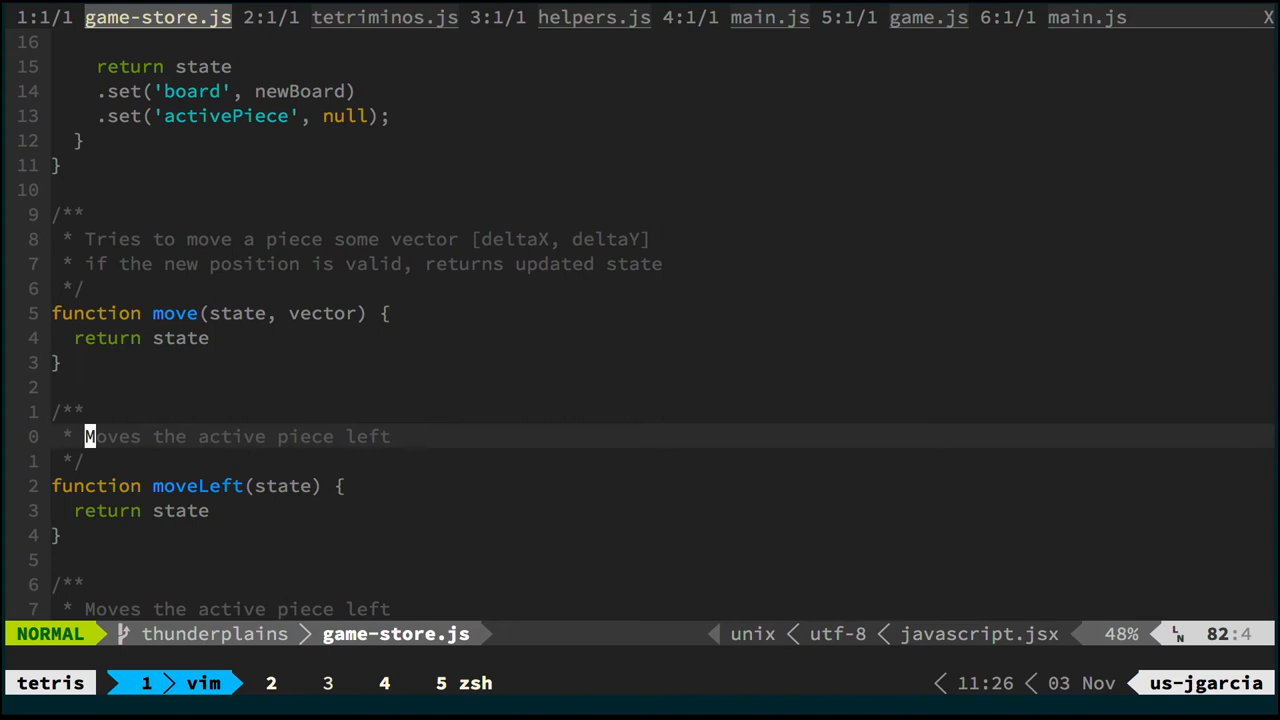 1:1/1 game-store.js 2:1/1 tetriminos.js 3:1/1 helpers.js 4:1/1 main.js 5:1/1 game.js 6:1/1 main.js X
16
15 return state
14 .set('board', newBoard)
13 .set('activePiece', null);
12 }
11 }
10
9 /**
8 * Tries to move a piece some vector [deltaX, deltaY]
7 * if the new position is valid, returns updated state
6 */
5 function move(state, vector) {
4 return state
3 }
2
1 /**
0 * Moves the active piece left
1 */
2 function moveLeft(state) {
3 return state
4 }
5
6 /**
7 * Moves the active piece left
NORMAL thunderplains game-store.js unix utf-8 javascript.jsx 48% LN 82:4
tetris 1 vim 2 3 4 5 zsh 11:26 03 Nov us-jgarcia